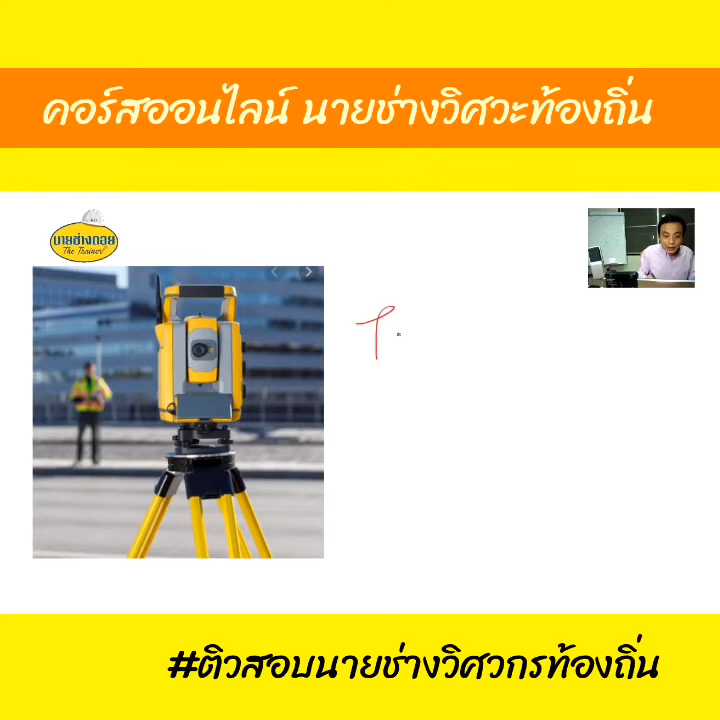 คอร์สออนไลน์ นายช่างวิศวะท้องถิ่น
นายช่างถอย
The Trainer
T
#ติวสอบนายช่างวิศวกรท้องถิ่น